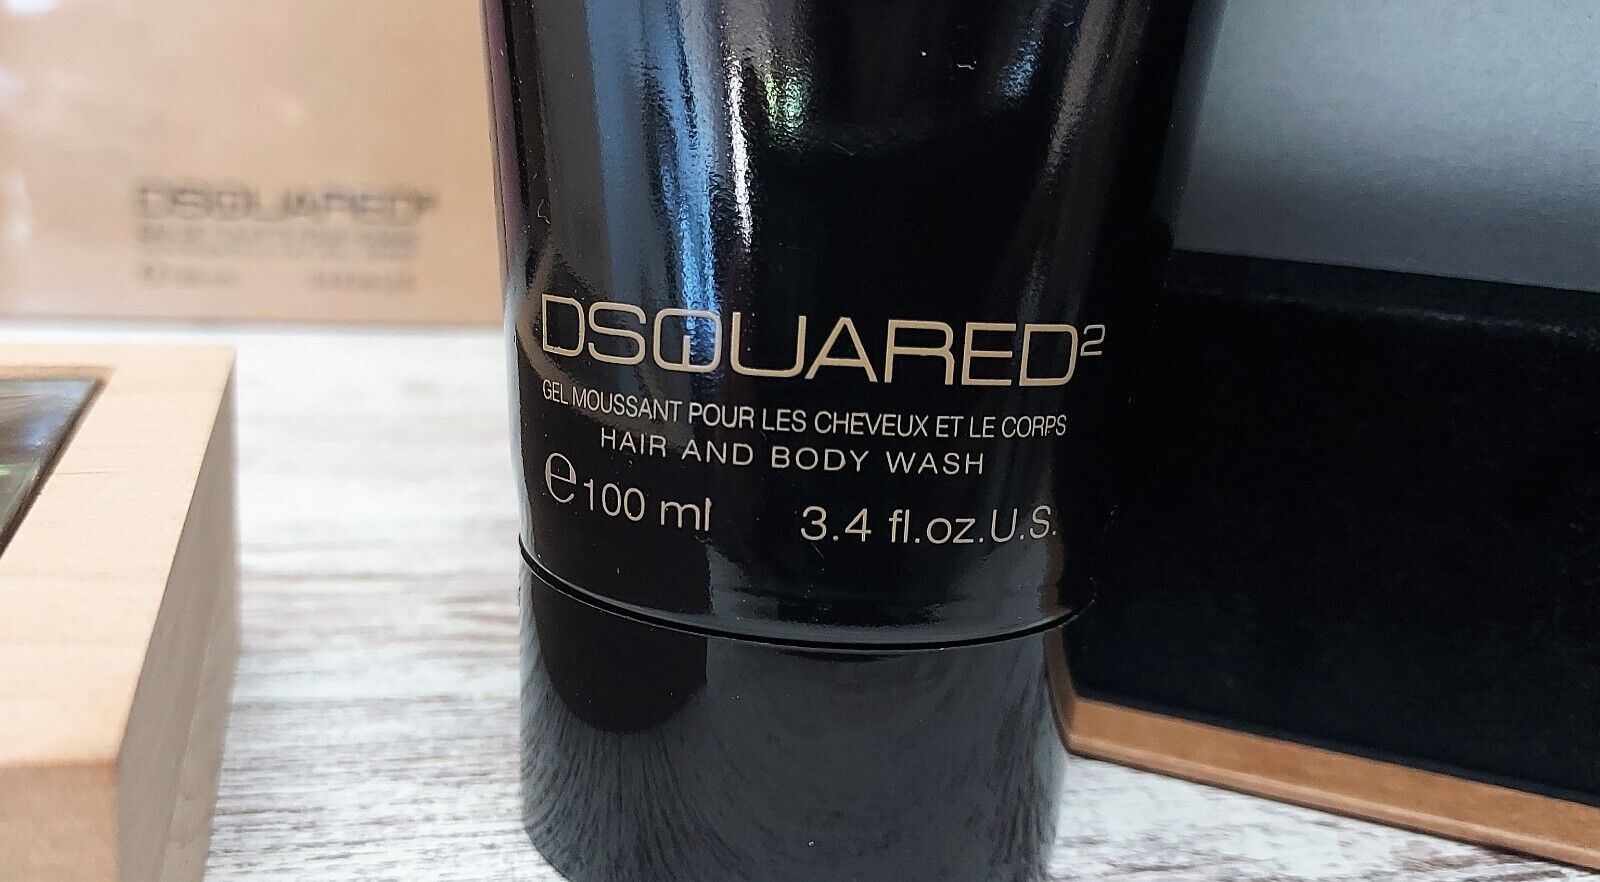 DSQUARED²
DSQUARED²
GEL MOUSSANT POUR LES CHEVEUX ET LE CORPS
HAIR AND BODY WASH
℮100 ml 3.4 fl.oz.U.S.